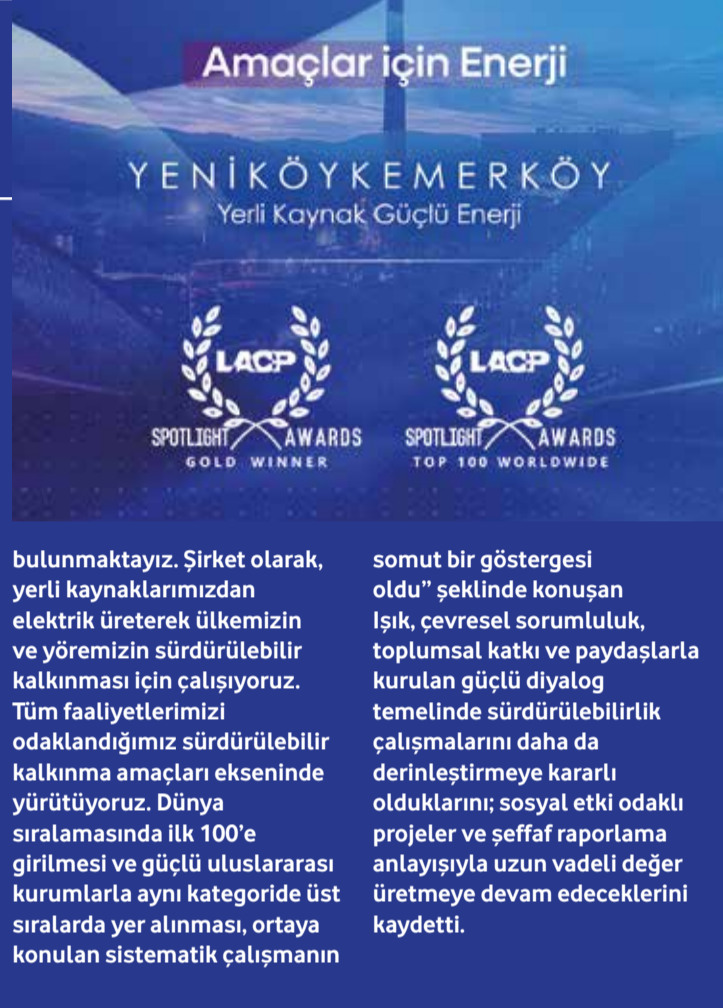 Amaçlar için Enerji
YENİKÖYKEMERKÖY
Yerli Kaynak Güçlü Enerji
LACP
SPOTLIGHT AWARDS
GOLD WINNER
LACP
SPOTLIGHT AWARDS
TOP 100 WORLDWIDE
bulunmaktayız. Şirket olarak,
yerli kaynaklarımızdan
elektrik üreterek ülkemizin
ve yöremizin sürdürülebilir
kalkınması için çalışıyoruz.
Tüm faaliyetlerimizi
odaklandığımız sürdürülebilir
kalkınma amaçları ekseninde
yürütüyoruz. Dünya
sıralamasında ilk 100’e
girilmesi ve güçlü uluslararası
kurumlarla aynı kategoride üst
sıralarda yer alınması, ortaya
konulan sistematik çalışmanın
somut bir göstergesi
oldu” şeklinde konuşan
Işık, çevresel sorumluluk,
toplumsal katkı ve paydaşlarla
kurulan güçlü diyalog
temelinde sürdürülebilirlik
çalışmalarını daha da
derinleştirmeye kararlı
olduklarını; sosyal etki odaklı
projeler ve şeffaf raporlama
anlayışıyla uzun vadeli değer
üretmeye devam edeceklerini
kaydetti.